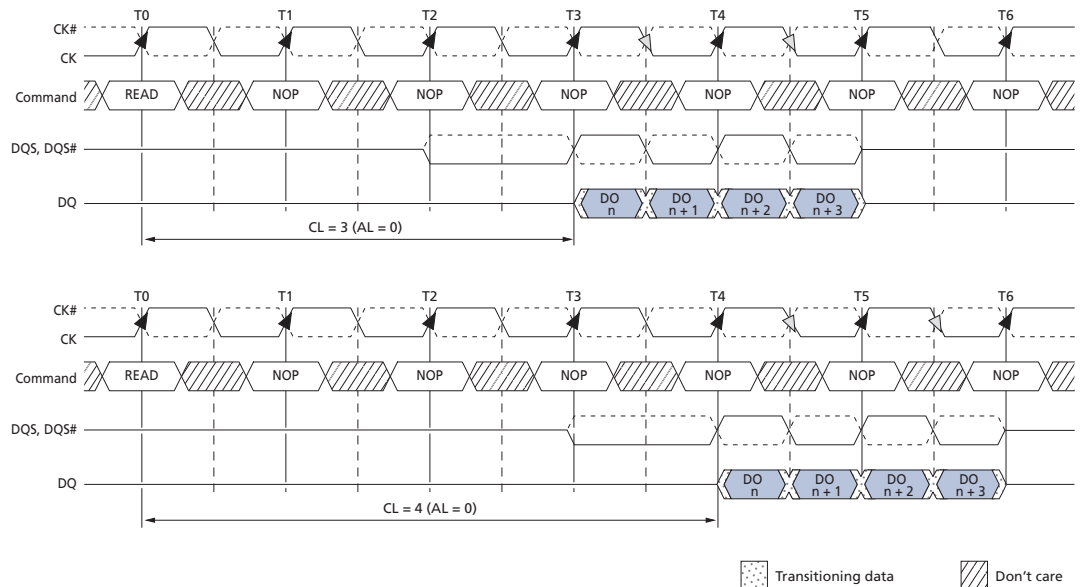 T0 T1 T2 T3 T4 T5 T6
CK#
CK
Command READ NOP NOP NOP NOP NOP NOP
DQS, DQS#
DQ
DO n
DO n + 1
DO n + 2
DO n + 3
CL = 3 (AL = 0)
T0 T1 T2 T3 T4 T5 T6
CK#
CK
Command READ NOP NOP NOP NOP NOP NOP
DQS, DQS#
DQ
DO n
DO n + 1
DO n + 2
DO n + 3
CL = 4 (AL = 0)
Transitioning data Don't care